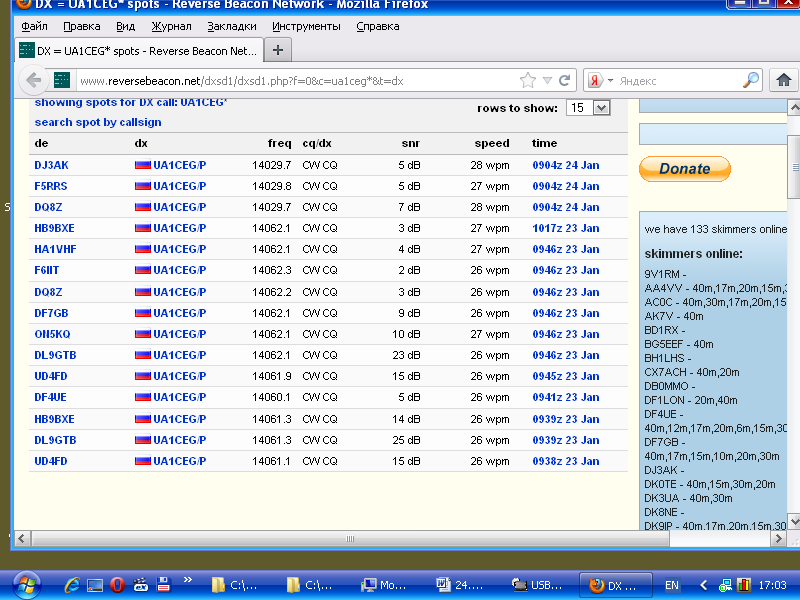 DX = UA1CEG* spots - Reverse Beacon Network - Mozilla Firefox
Файл Правка Вид Журнал Закладки Инструменты Справка
DX = UA1CEG* spots - Reverse Beacon Net... +
www.reversebeacon.net/dxsd1/dxsd1.php?f=0&c=ua1ceg*&t=dx Яндекс
showing spots for DX call: UA1CEG* rows to show: 15
search spot by callsign
de dx freq cq/dx snr speed time
DJ3AK UA1CEG/P 14029.7 CW CQ 5 dB 28 wpm 0904z 24 Jan
F5RRS UA1CEG/P 14029.8 CW CQ 5 dB 27 wpm 0904z 24 Jan
DQ8Z UA1CEG/P 14029.7 CW CQ 7 dB 28 wpm 0904z 24 Jan
HB9BXE UA1CEG/P 14062.1 CW CQ 3 dB 27 wpm 1017z 23 Jan
HA1VHF UA1CEG/P 14062.1 CW CQ 4 dB 27 wpm 0946z 23 Jan
F6IIT UA1CEG/P 14062.3 CW CQ 2 dB 26 wpm 0946z 23 Jan
DQ8Z UA1CEG/P 14062.2 CW CQ 3 dB 26 wpm 0946z 23 Jan
DF7GB UA1CEG/P 14062.1 CW CQ 9 dB 26 wpm 0946z 23 Jan
ON5KQ UA1CEG/P 14062.1 CW CQ 10 dB 27 wpm 0946z 23 Jan
DL9GTB UA1CEG/P 14062.1 CW CQ 23 dB 26 wpm 0946z 23 Jan
UD4FD UA1CEG/P 14061.9 CW CQ 15 dB 26 wpm 0945z 23 Jan
DF4UE UA1CEG/P 14060.1 CW CQ 5 dB 26 wpm 0941z 23 Jan
HB9BXE UA1CEG/P 14061.3 CW CQ 14 dB 26 wpm 0939z 23 Jan
DL9GTB UA1CEG/P 14061.3 CW CQ 25 dB 26 wpm 0939z 23 Jan
UD4FD UA1CEG/P 14061.1 CW CQ 15 dB 26 wpm 0938z 23 Jan
Donate
we have 133 skimmers online
skimmers online:
9V1RM -
AA4VV - 40m,17m,20m,15m,3
AC0C - 40m,30m,17m,20m,15
AK7V - 40m
BD1RX -
BG5EEF - 40m
BH1LHS -
CX7ACH - 40m,20m
DB0MMO -
DF1LON - 20m,40m
DF4UE -
40m,12m,17m,20m,6m,15m,30
DF7GB -
40m,17m,15m,10m,20m,30m
DJ3AK -
DK0TE - 40m,15m,30m,20m
DK3UA - 40m,30m
DK8NE -
DK9IP - 40m,17m,20m,15m,30
C:\... C:\... Mo... 24.... USB... DX ... EN 17:03